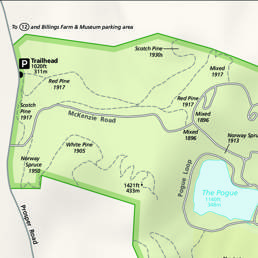 To 12 and Billings Farm & Museum parking area
P
Trailhead
1020ft
311m
Scotch Pine
1930s
Mixed
1917
Red Pine
1917
Red Pine
1917
Scotch
Pine
1917
McKenzie Road
Mixed
1896
Mixed
1896
Norway Spruce
1913
White Pine
1905
Norway
Spruce
1950
Pogue Loop
1421ft
433m
The Pogue
Prosper Road